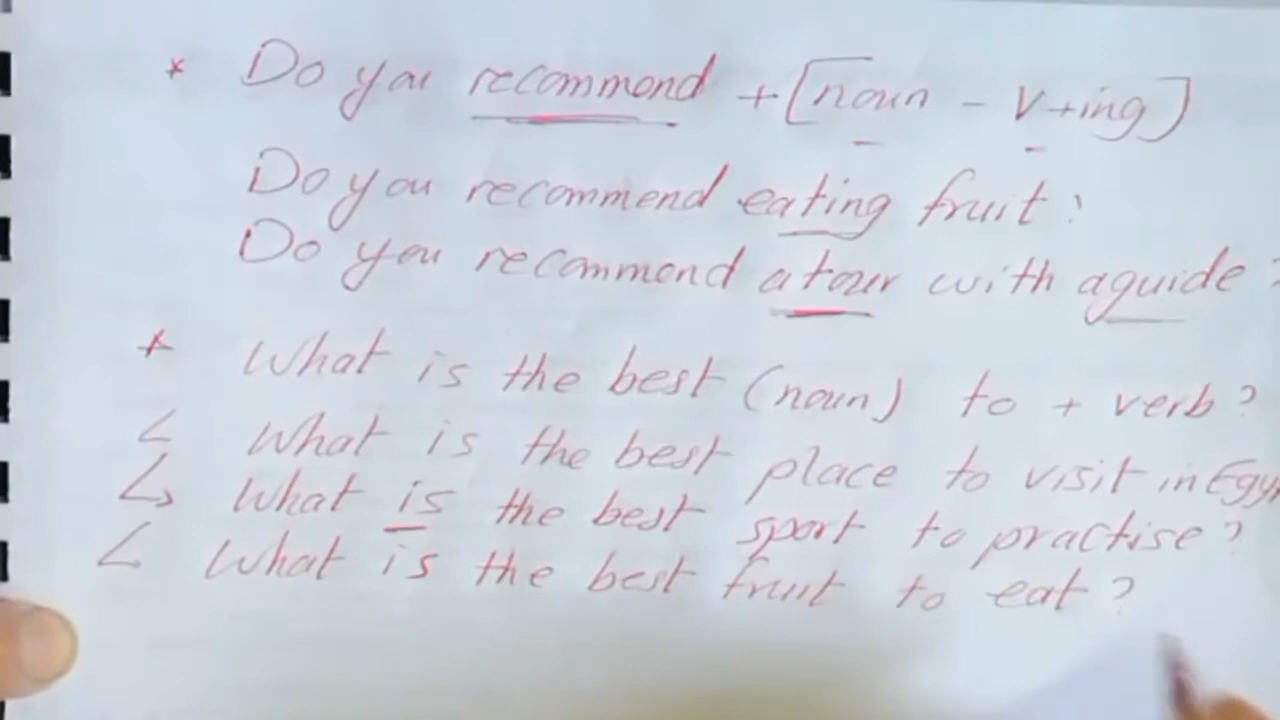 * Do you recommend + [noun - V+ing]
Do you recommend eating fruit?
Do you recommend a tour with a guide?
* What is the best (noun) to + verb?
What is the best place to visit in Egy
What is the best sport to practise?
What is the best fruit to eat?